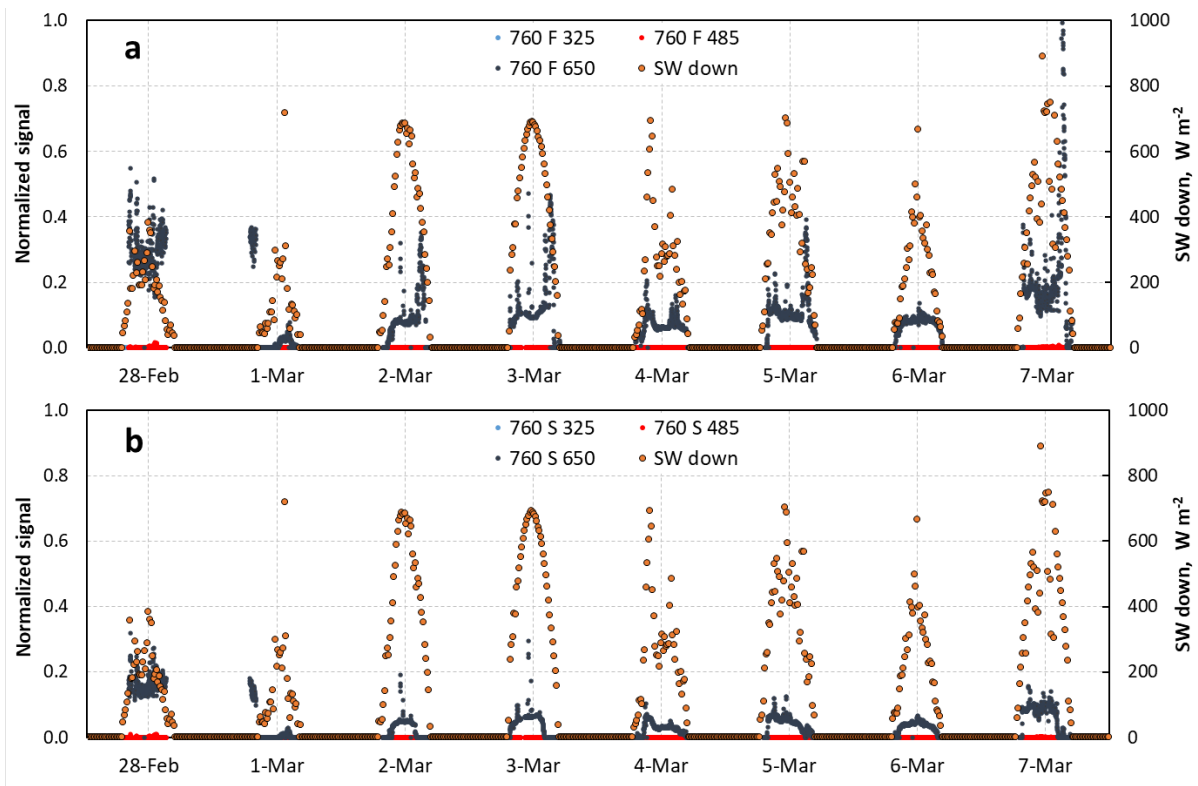 a
760 F 325 760 F 485
760 F 650 SW down
Normalized signal
1.0
0.8
0.6
0.4
0.2
0.0
1000
800
600
400
200
0
SW down, W m-2
28-Feb 1-Mar 2-Mar 3-Mar 4-Mar 5-Mar 6-Mar 7-Mar
b
760 S 325 760 S 485
760 S 650 SW down
Normalized signal
1.0
0.8
0.6
0.4
0.2
0.0
1000
800
600
400
200
0
SW down, W m-2
28-Feb 1-Mar 2-Mar 3-Mar 4-Mar 5-Mar 6-Mar 7-Mar